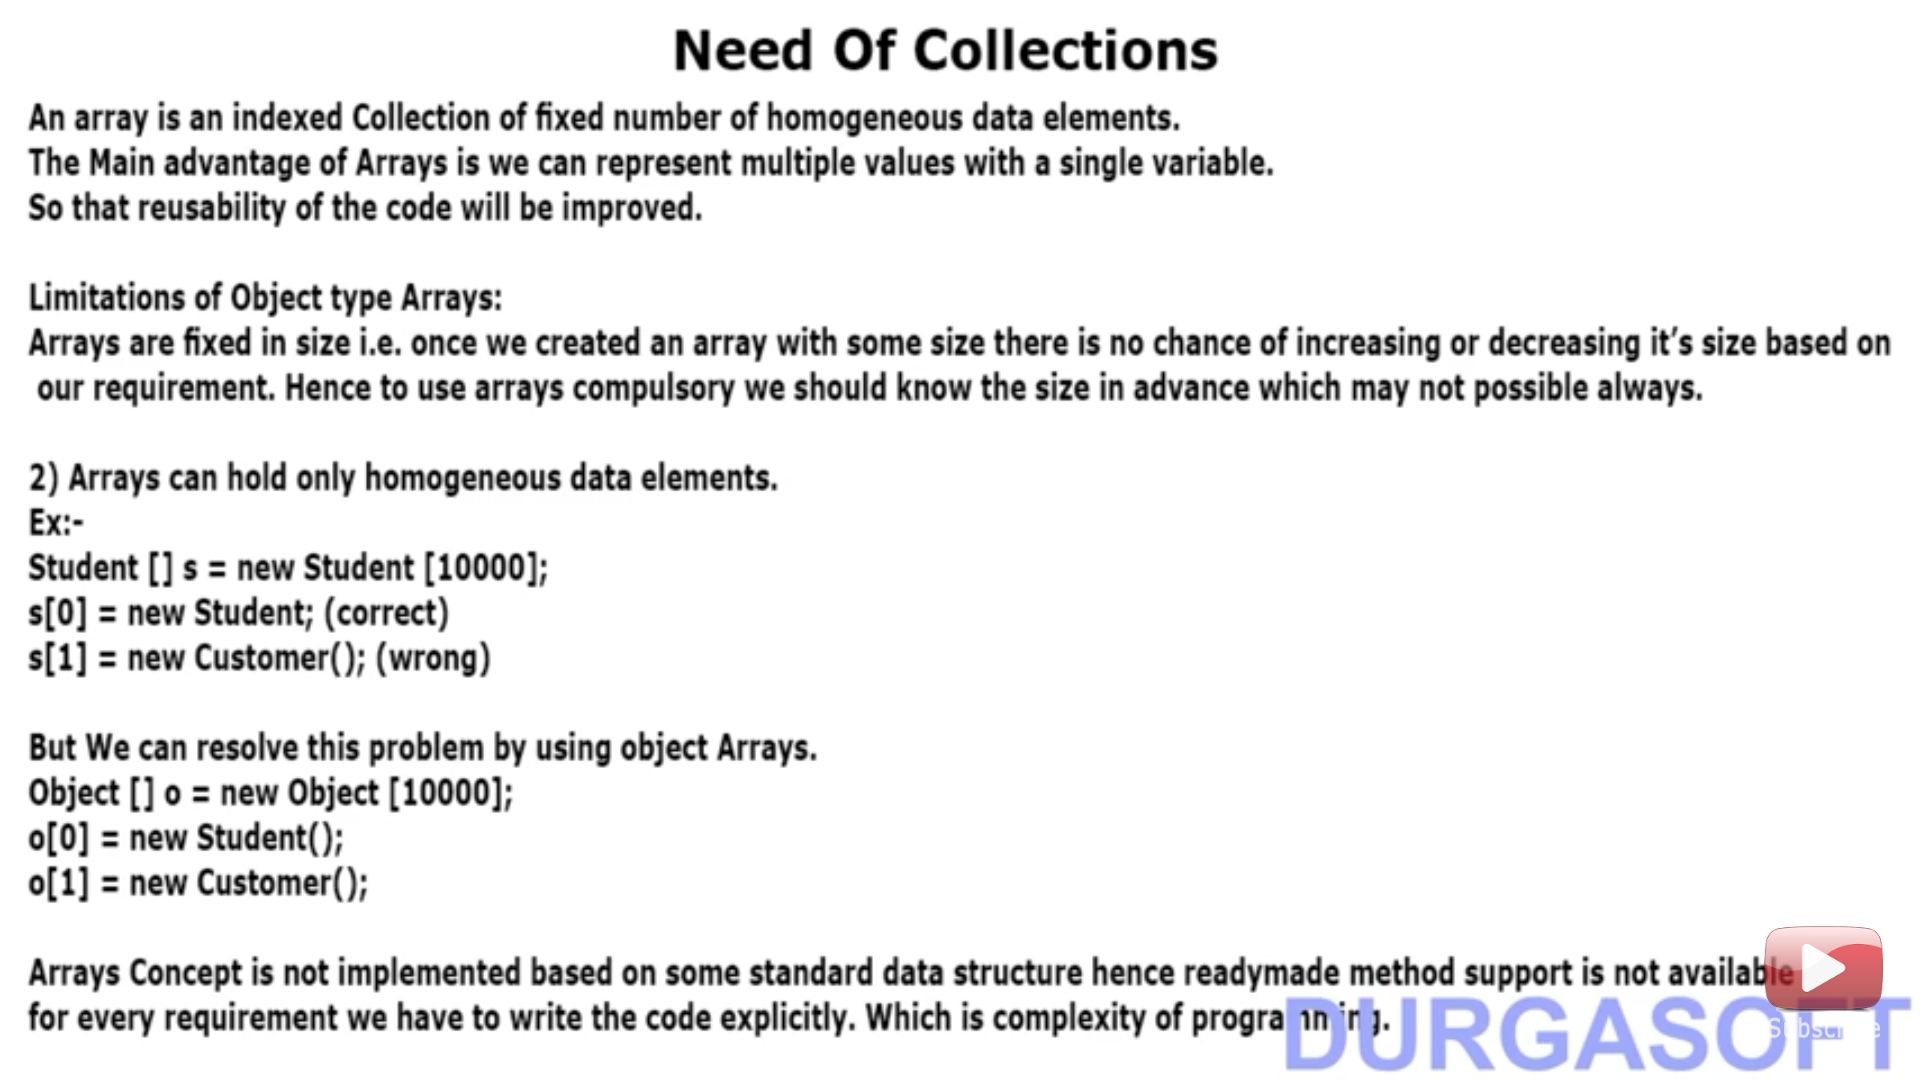 Need Of Collections
An array is an indexed Collection of fixed number of homogeneous data elements.
The Main advantage of Arrays is we can represent multiple values with a single variable.
So that reusability of the code will be improved.
Limitations of Object type Arrays:
Arrays are fixed in size i.e. once we created an array with some size there is no chance of increasing or decreasing it’s size based on
our requirement. Hence to use arrays compulsory we should know the size in advance which may not possible always.
2) Arrays can hold only homogeneous data elements.
Ex:-
Student [] s = new Student [10000];
s[0] = new Student; (correct)
s[1] = new Customer(); (wrong)
But We can resolve this problem by using object Arrays.
Object [] o = new Object [10000];
o[0] = new Student();
o[1] = new Customer();
Arrays Concept is not implemented based on some standard data structure hence readymade method support is not available
for every requirement we have to write the code explicitly. Which is complexity of programming.
DURGASOFT
Subscribe